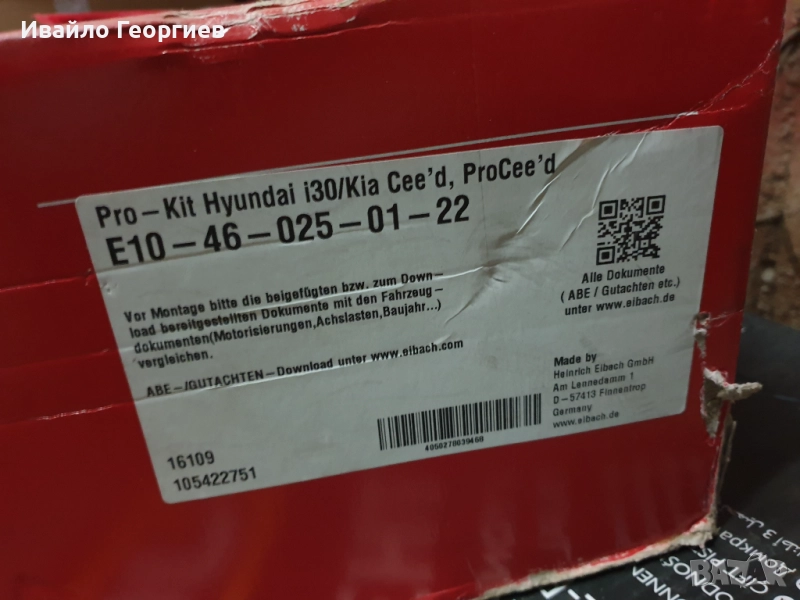 Ивайло Георгиев
Pro-Kit Hyundai i30/Kia Cee'd, ProCee'd
E10-46-025-01-22
Vor Montage bitte die beigefügten bzw. zum Down-
load bereitgestellten Dokumente mit den Fahrzeug-
dokumenten(Motorisierungen,Achslasten,Baujahr...)
vergleichen.
ABE-/GUTACHTEN-Download unter www.eibach.com
Alle Dokumente
( ABE / Gutachten etc.)
unter www.eibach.de
Made by
Heinrich Eibach GmbH
Am Lennedamm 1
D-57413 Finnentrop
Germany
www.eibach.de
16109
105422751
4050278039460
BAZAR